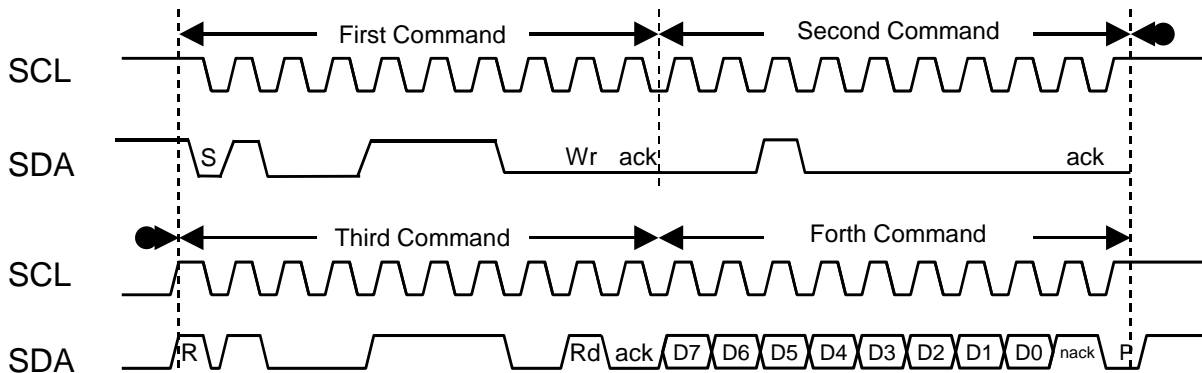 First Command Second Command
SCL
SDA S Wr ack ack
Third Command Forth Command
SCL
SDA R Rd ack D7 D6 D5 D4 D3 D2 D1 D0 nack P